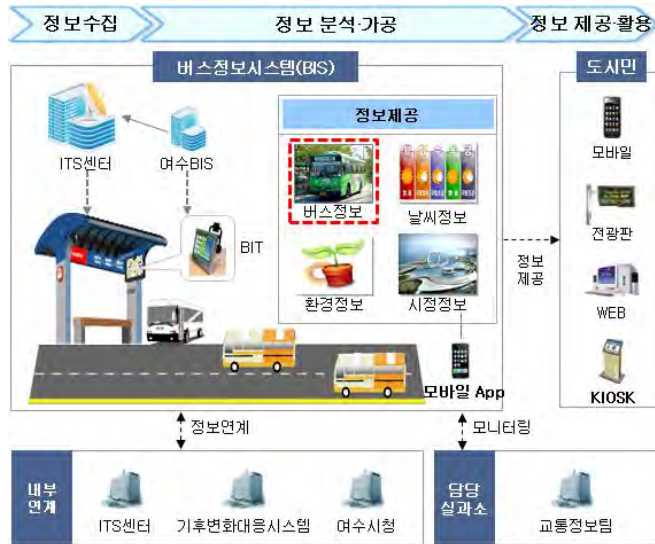 정보수집
정보 분석·가공
정보 제공·활용
버스정보시스템(BIS)
도시민
정보제공
ITS센터
여수BIS
버스정보
날씨정보
BIT
환경정보
시정정보
모바일 App
정보
제공
모바일
전광판
WEB
KIOSK
정보연계
모니터링
내부
연계
ITS센터
기후변화대응시스템
여수시청
담당
실과소
교통정보팀